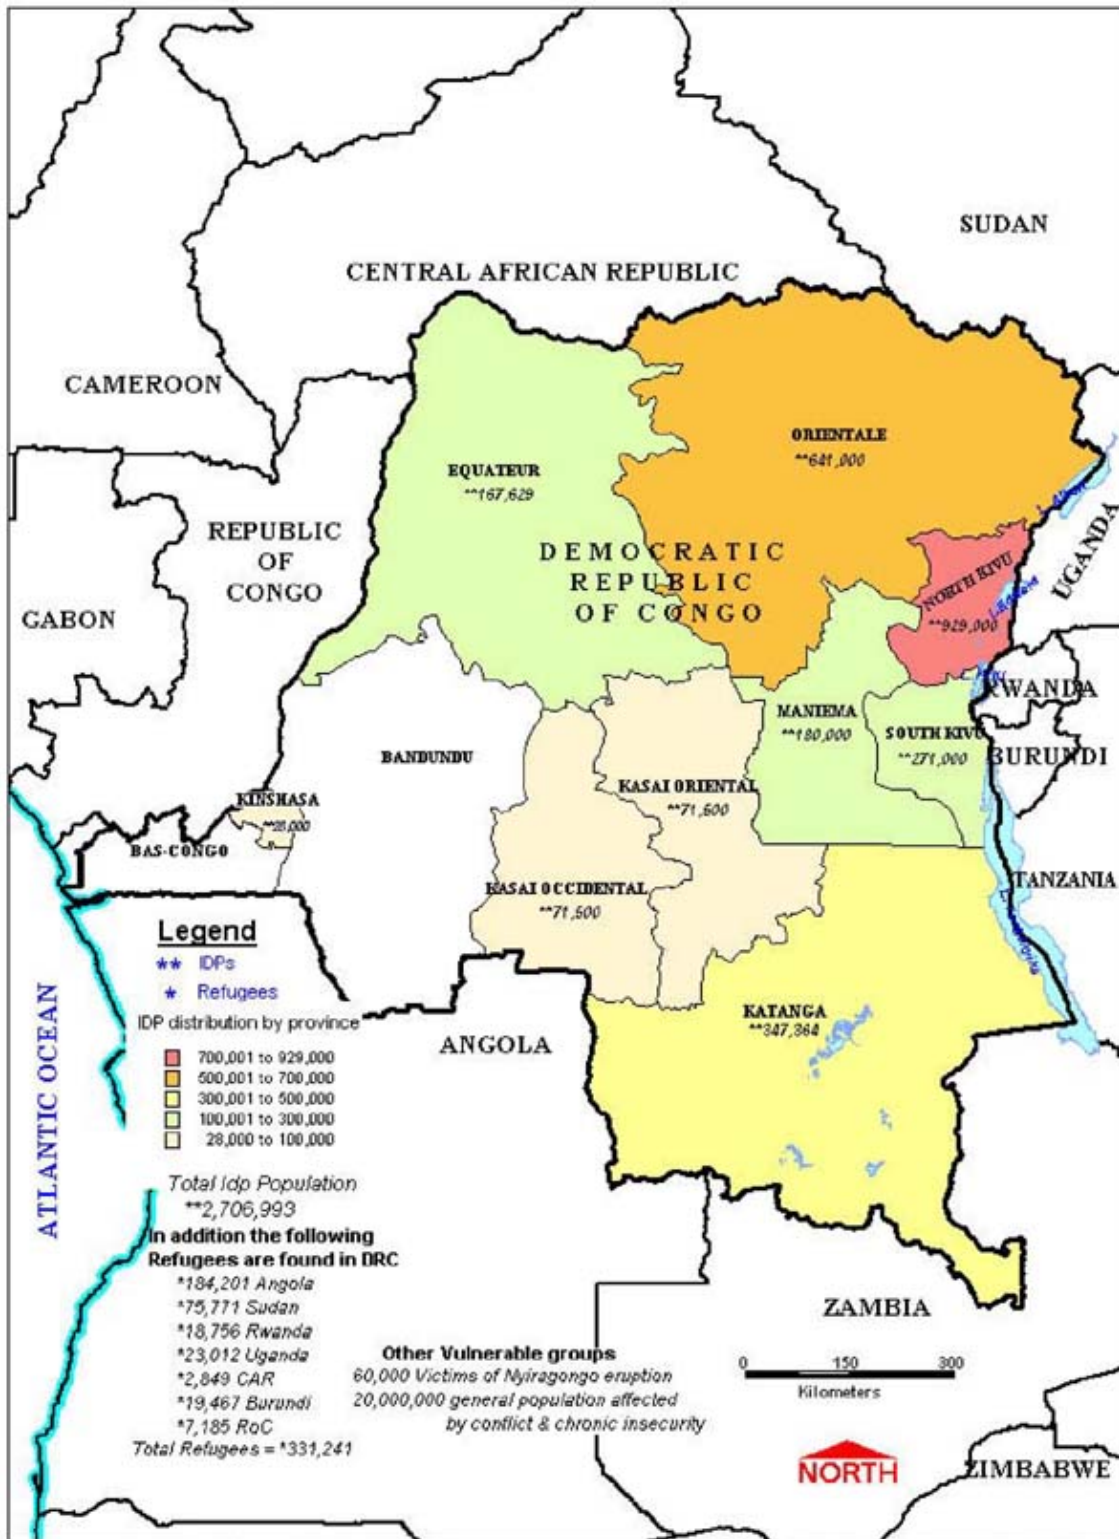 SUDAN
CENTRAL AFRICAN REPUBLIC
CAMEROON
ORIENTALE
**641,000
EQUATEUR
**167,629
L. Albert
REPUBLIC
OF
CONGO
DEMOCRATIC
REPUBLIC
OF CONGO
UGANDA
NORTH KIVU
**929,000
GABON
RWANDA
MANIEMA
**180,000
SOUTH KIVU
**271,000
BURUNDI
BANDUNDU
KASAI ORIENTAL
**71,500
KINSHASA
BAS-CONGO
KASAI OCCIDENTAL
**71,500
TANZANIA
Legend
** IDPs
* Refugees
IDP distribution by province
700,001 to 929,000
500,001 to 700,000
300,001 to 500,000
100,001 to 300,000
28,000 to 100,000
KATANGA
**347,364
ANGOLA
ATLANTIC OCEAN
Total Idp Population
**2,706,993
In addition the following
Refugees are found in DRC
*184,201 Angola
*75,771 Sudan
*18,756 Rwanda
*23,012 Uganda
*2,849 CAR
*19,467 Burundi
*7,185 RoC
Total Refugees = *331,241
Other Vulnerable groups
60,000 Victims of Nyiragongo eruption
20,000,000 general population affected
by conflict & chronic insecurity
ZAMBIA
0 150 300
Kilometers
NORTH
ZIMBABWE